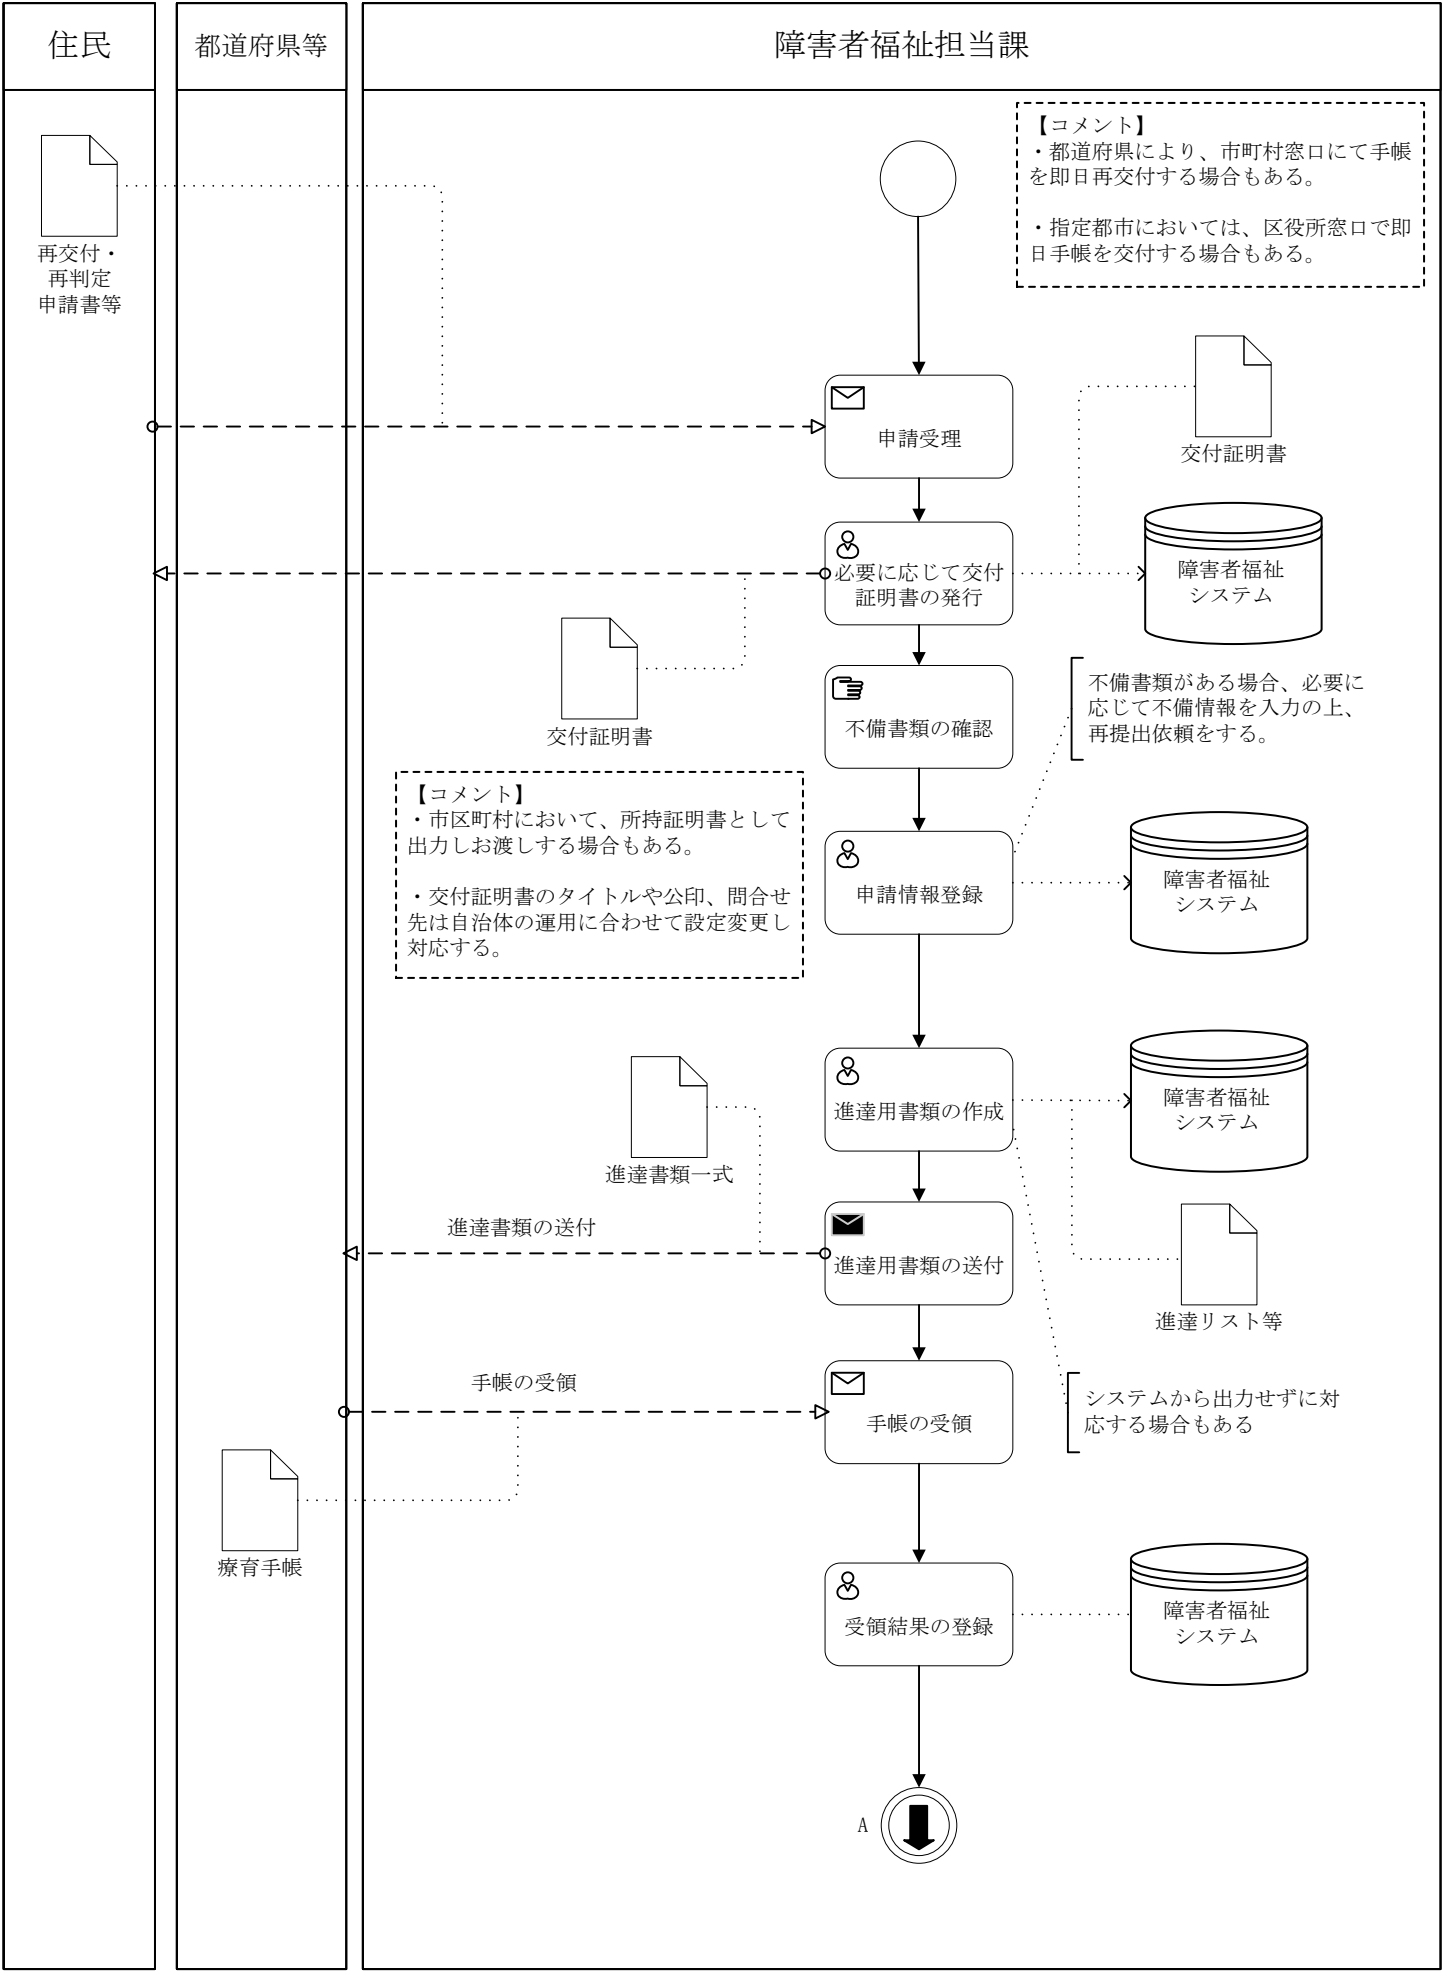 住民
都道府県等
障害者福祉担当課
【コメント】
・都道府県により、市町村窓口にて手帳
を即日再交付する場合もある。
・指定都市においては、区役所窓口で即
日手帳を交付する場合もある。
再交付・
再判定
申請書等
申請受理
交付証明書
必要に応じて交付
証明書の発行
障害者福祉
システム
交付証明書
不備書類の確認
不備書類がある場合、必要に
応じて不備情報を入力の上、
再提出依頼をする。
【コメント】
・市区町村において、所持証明書として
出力しお渡しする場合もある。
・交付証明書のタイトルや公印、問合せ
先は自治体の運用に合わせて設定変更し
対応する。
申請情報登録
障害者福祉
システム
進達用書類の作成
障害者福祉
システム
進達書類一式
進達書類の送付
進達用書類の送付
進達リスト等
手帳の受領
手帳の受領
システムから出力せずに対
応する場合もある
療育手帳
受領結果の登録
障害者福祉
システム
A